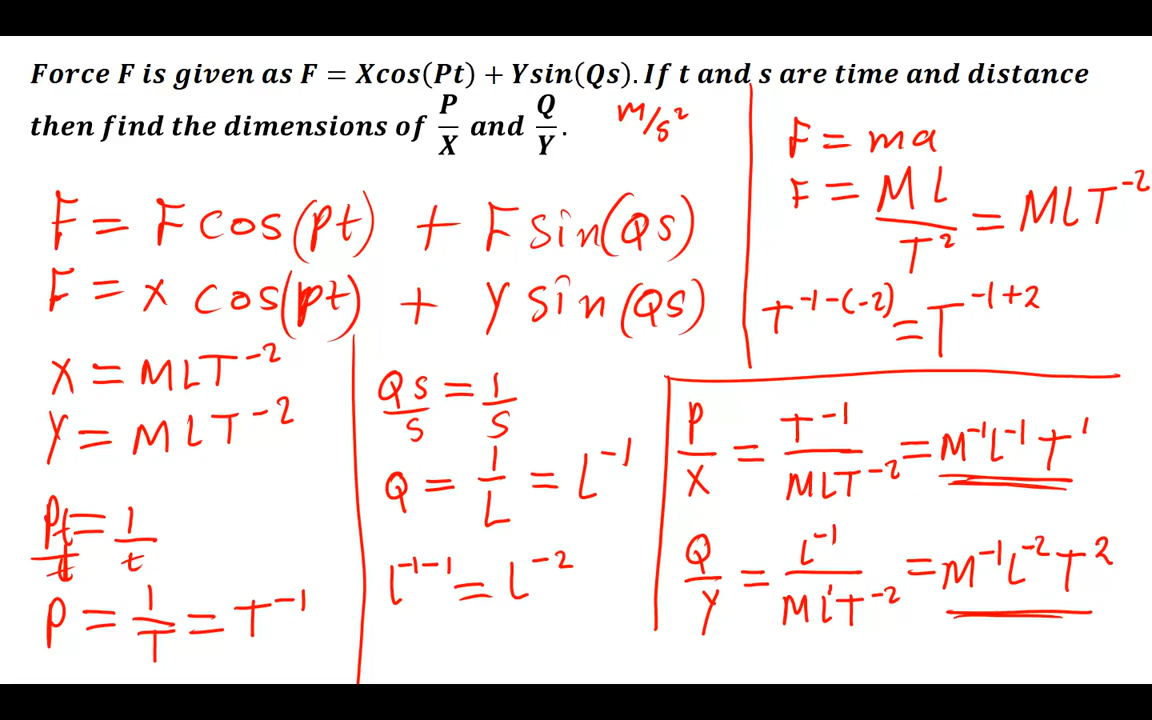 Force F is given as F = Xcos(Pt) + Ysin(Qs). If t and s are time and distance
then find the dimensions of P/X and Q/Y.
m/s²
F = ma
F = ML/T² = MLT⁻²
T⁻¹⁻⁽⁻²⁾ = T⁻¹⁺²
F = F cos(pt) + F sin(Qs)
F = x cos(pt) + y sin(Qs)
X = MLT⁻²
Y = MLT⁻²
Pt/t = 1/t
P = 1/T = T⁻¹
Qs/s = 1/s
Q = 1/L = L⁻¹
L⁻¹⁻¹ = L⁻²
P/X = T⁻¹/MLT⁻² = M⁻¹L⁻¹T¹
Q/Y = L⁻¹/ML¹T⁻² = M⁻¹L⁻²T²